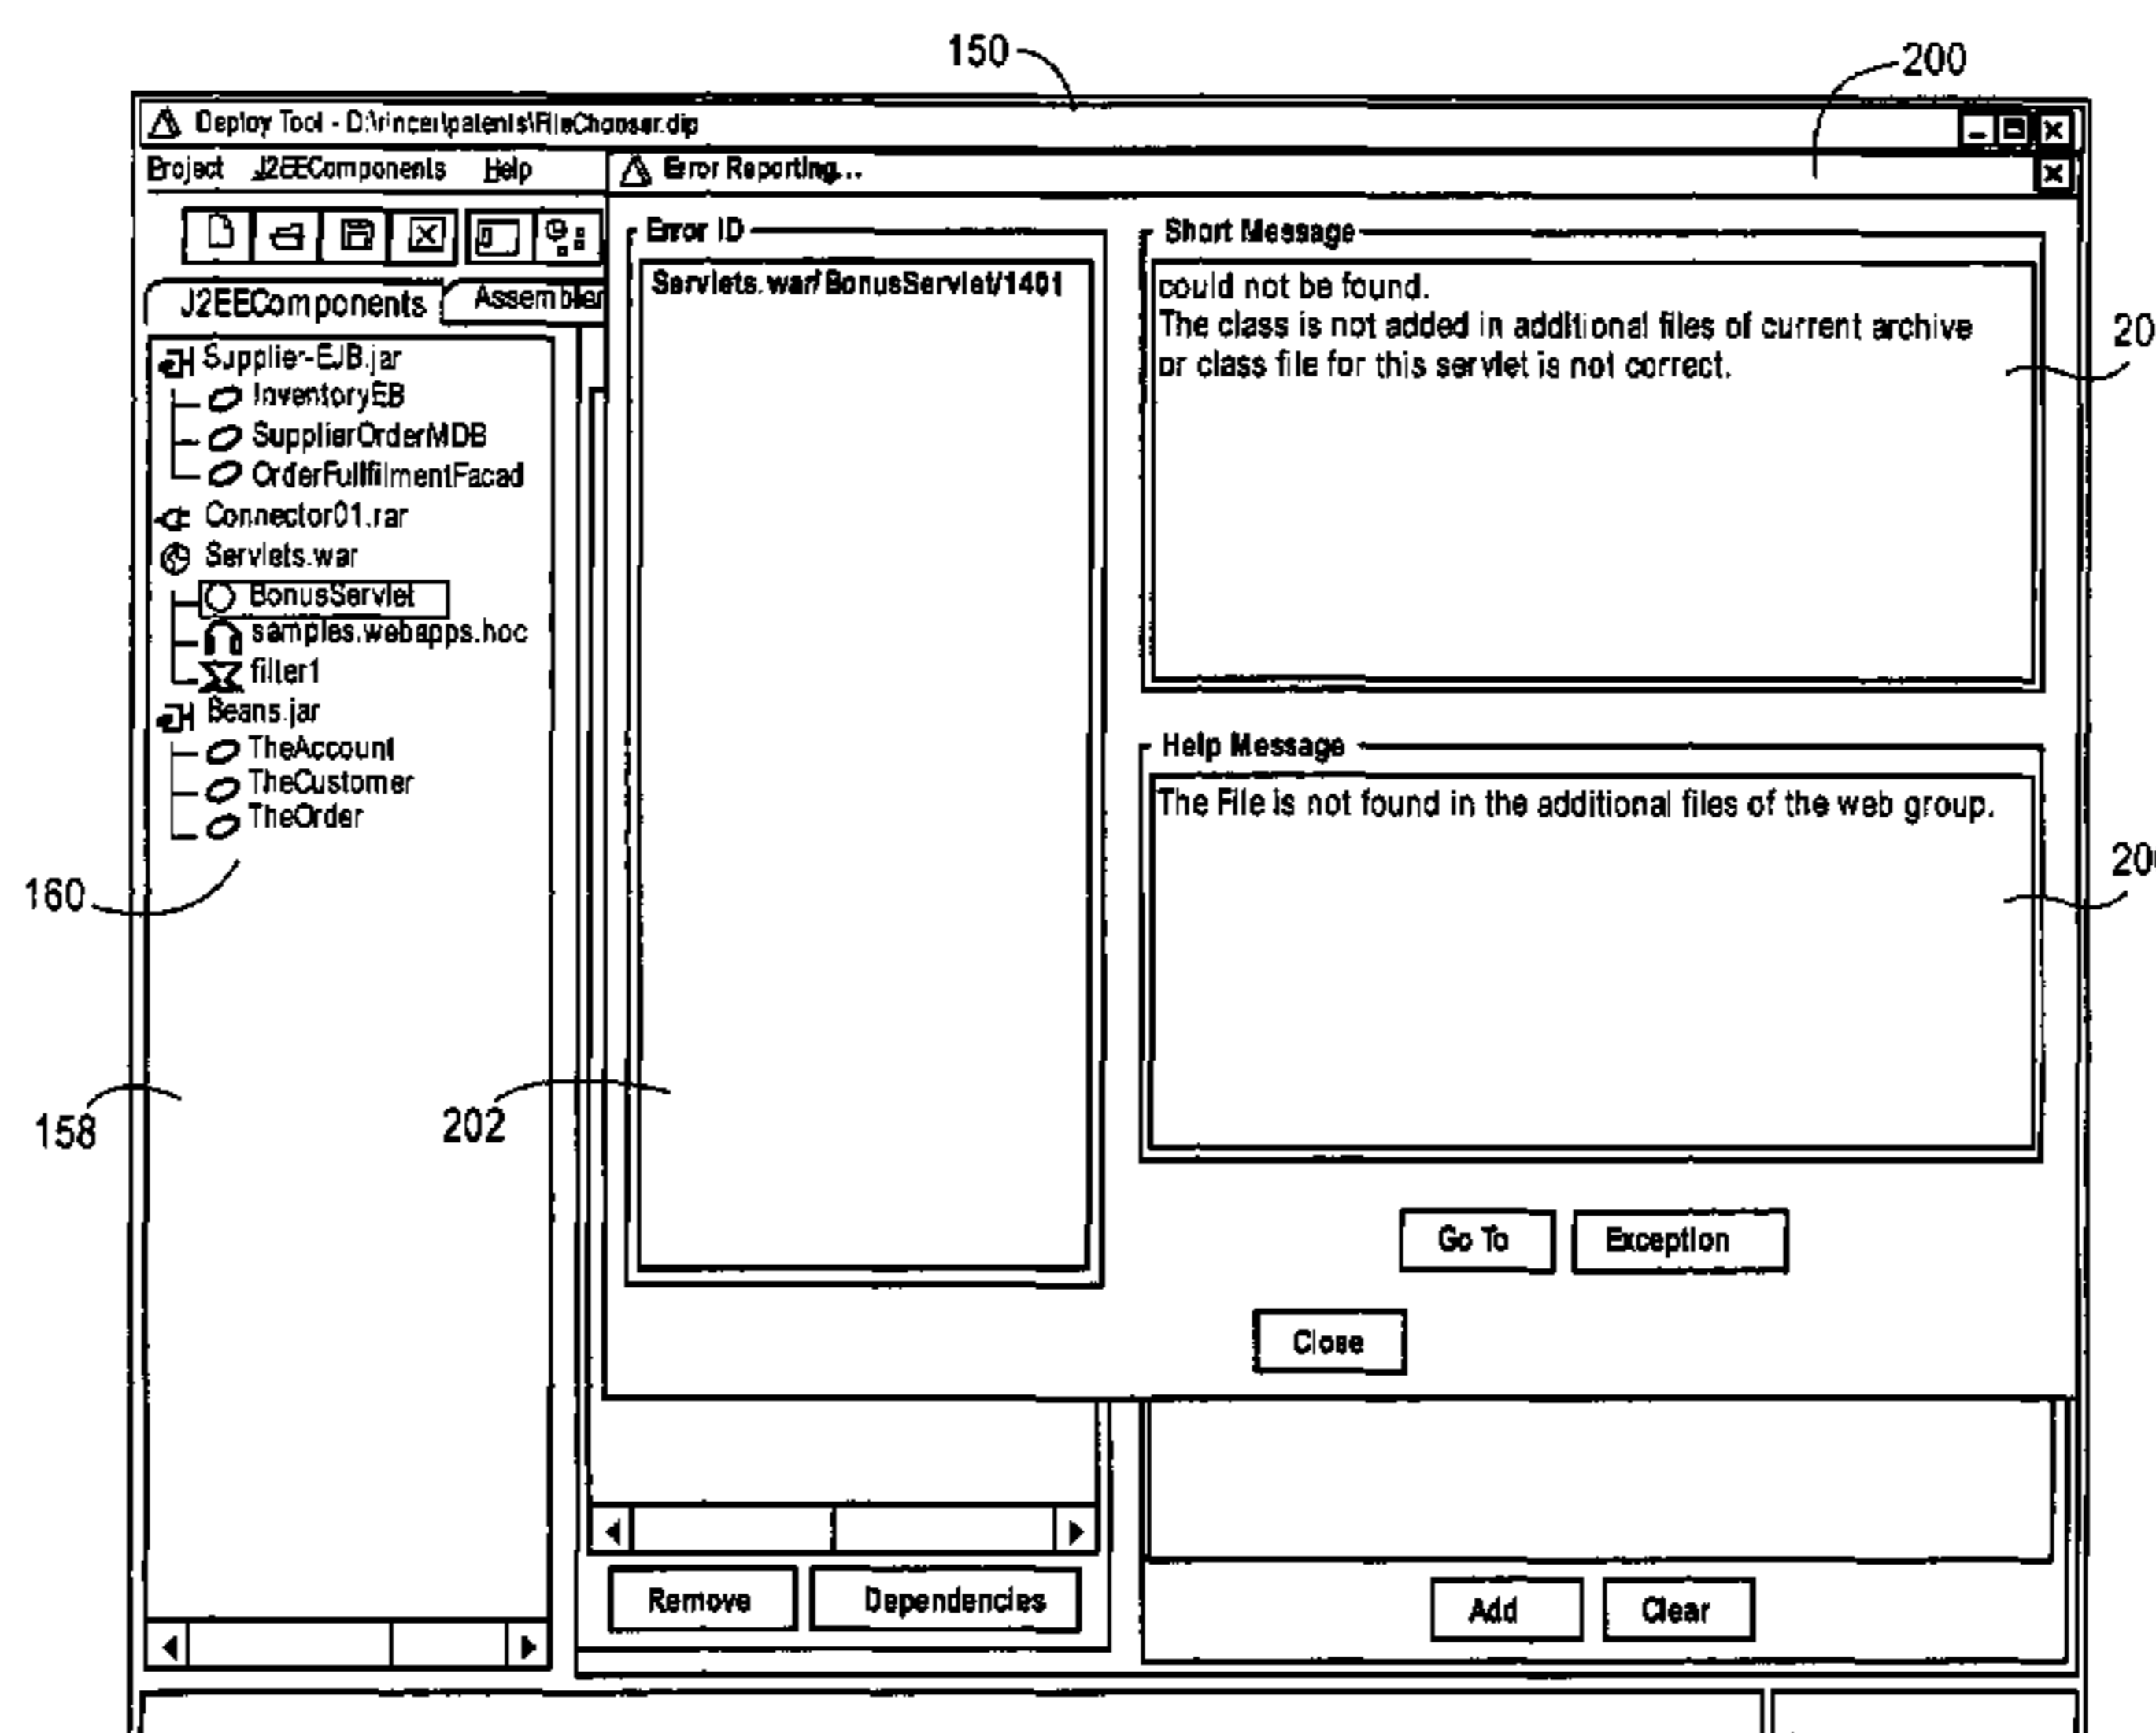 150
200
Deploy Tool - D:\rincer\patents\FileChooser.dip
Project J2EEComponents Help
Error Reporting...
J2EEComponents
Supplier-EJB.jar
InventoryEB
SupplierOrderMDB
OrderFullfilmentFacad
Connector01.rar
Servlets.war
BonusServlet
samples.webapps.hoc
filter1
Beans.jar
TheAccount
TheCustomer
TheOrder
160
158
Error ID
Servlets.war/BonusServlet/1401
202
Short Message
could not be found.
The class is not added in additional files of current archive
or class file for this servlet is not correct.
20
Help Message
The File is not found in the additional files of the web group.
Go To Exception
Close
Remove Dependencies
Add Clear